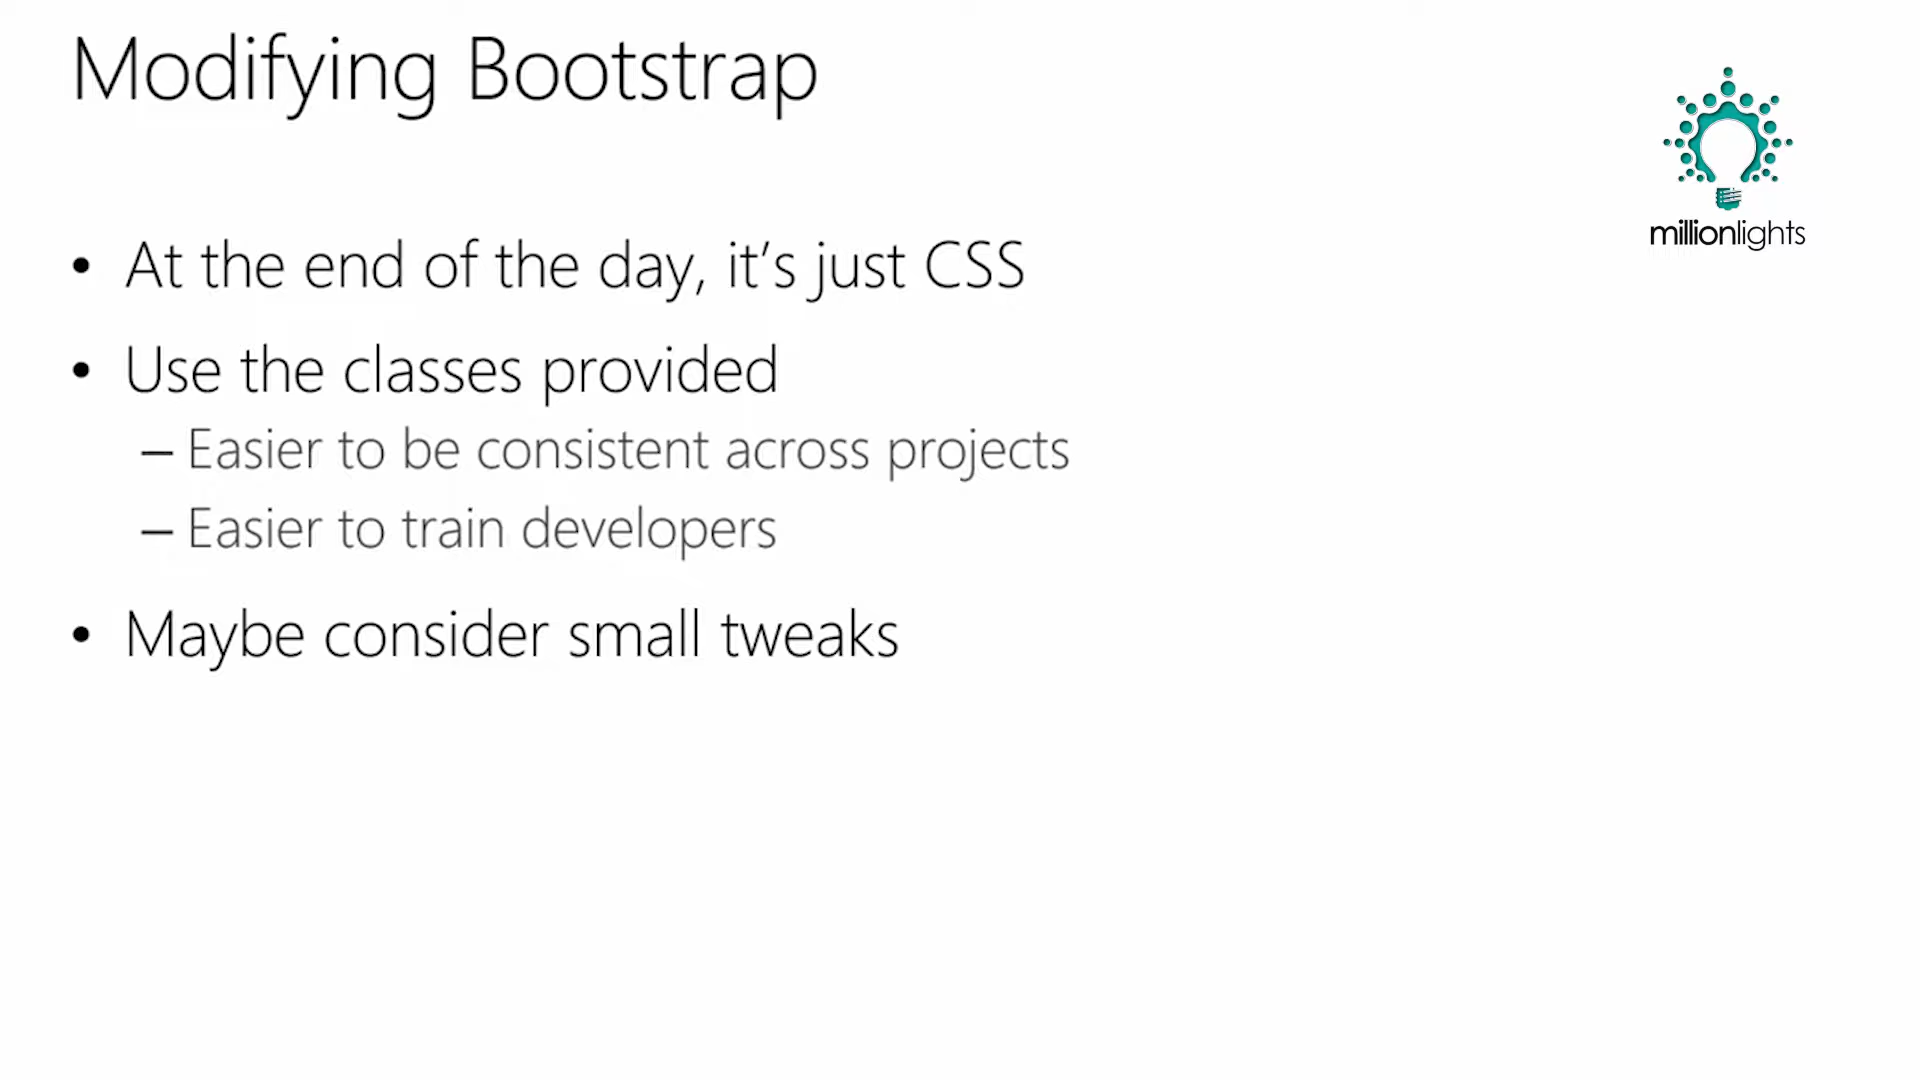 Modifying Bootstrap
millionlights
• At the end of the day, it's just CSS
• Use the classes provided
– Easier to be consistent across projects
– Easier to train developers
• Maybe consider small tweaks